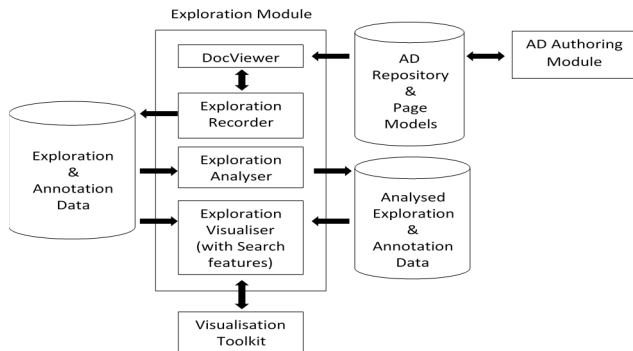 Exploration Module
DocViewer
Exploration
Recorder
Exploration
Analyser
Exploration
Visualiser
(with Search
features)
Visualisation
Toolkit
Exploration
&
Annotation
Data
AD
Repository
&
Page
Models
AD Authoring
Module
Analysed
Exploration
&
Annotation
Data